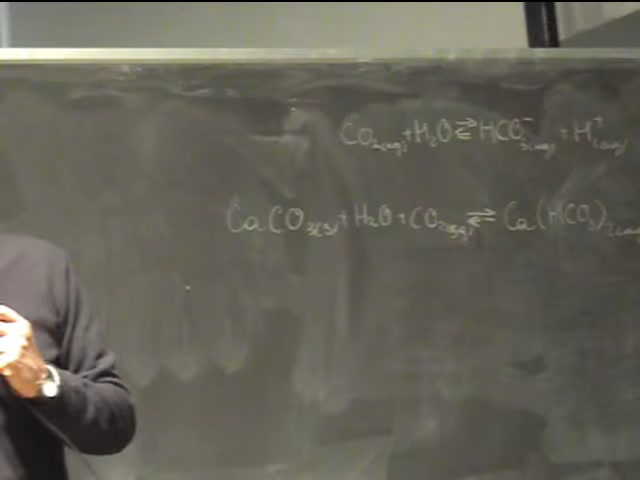 CO₂(aq) + H₂O ⇌ HCO₃⁻(aq) + H⁺(aq)
CaCO₃(s) + H₂O + CO₂(aq) ⇌ Ca(HCO₃)₂(aq